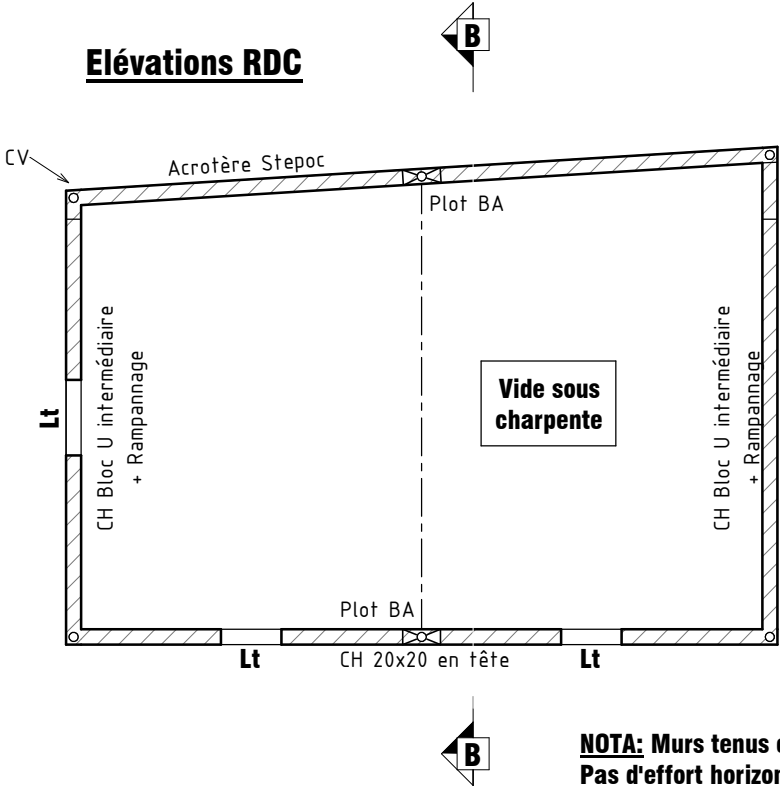 B
Elévations RDC
CV
Acrotère Stepoc
Plot BA
CH Bloc U intermédiaire
+ Rampannage
Lt
Vide sous
charpente
CH Bloc U intermédiaire
+ Rampannage
Plot BA
Lt
CH 20x20 en tête
Lt
B
NOTA: Murs tenus
Pas d'effort